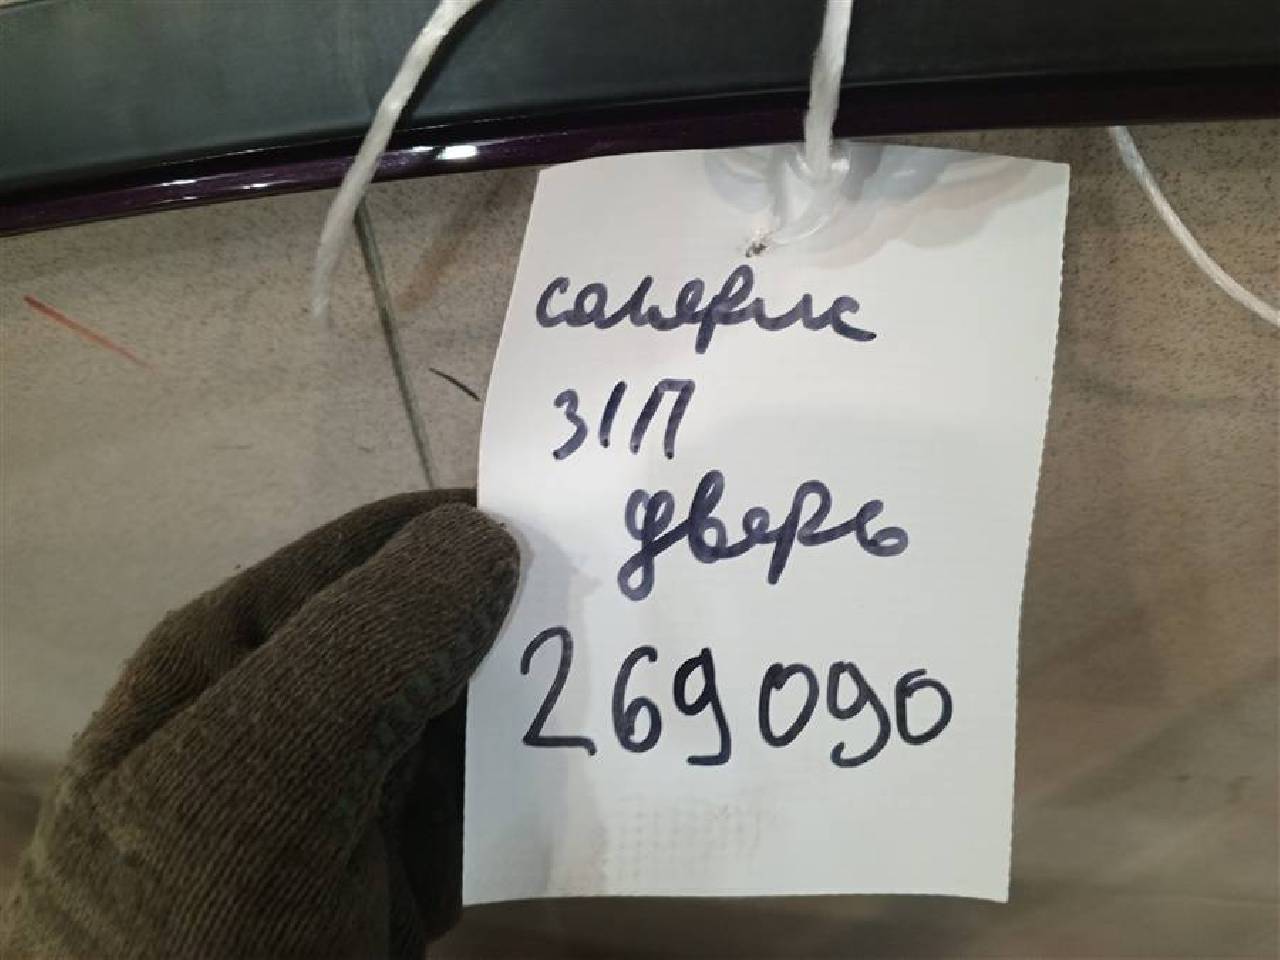 солярис
з/п
дверь
269090